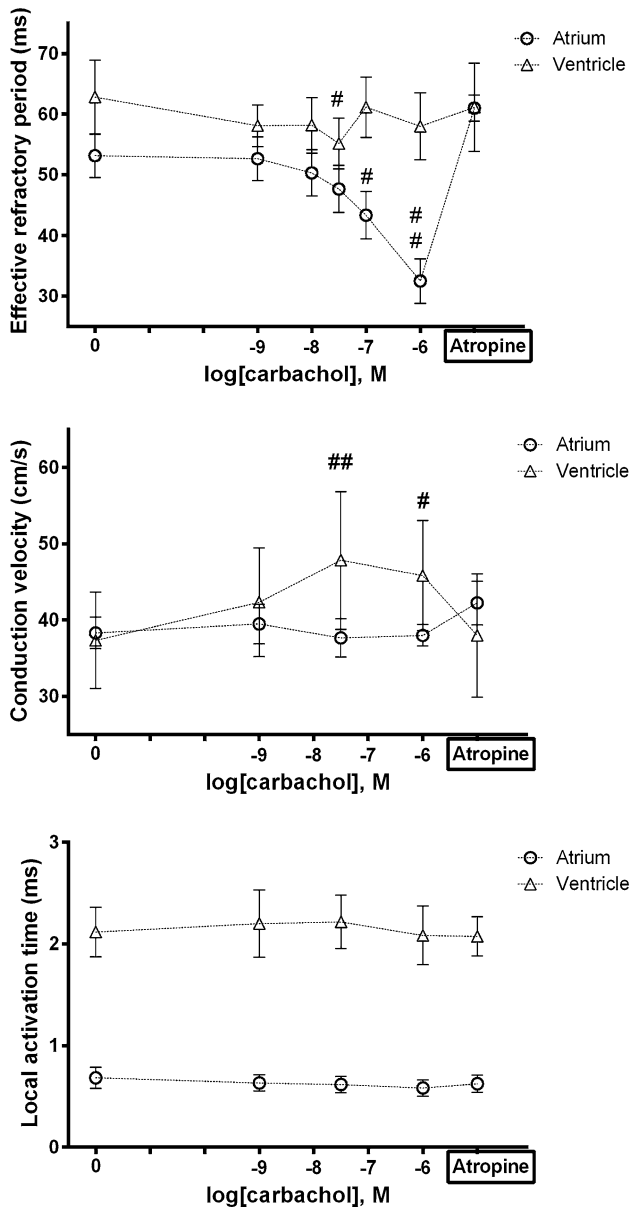 Effective refractory period (ms)
70
60
50
40
30
#
#
#
#
Atrium
Ventricle
0
-9
-8
-7
-6
Atropine
log[carbachol], M
Conduction velocity (cm/s)
60
50
40
30
##
#
Atrium
Ventricle
0
-9
-8
-7
-6
Atropine
log[carbachol], M
Local activation time (ms)
3
2
1
0
Atrium
Ventricle
0
-9
-8
-7
-6
Atropine
log[carbachol], M